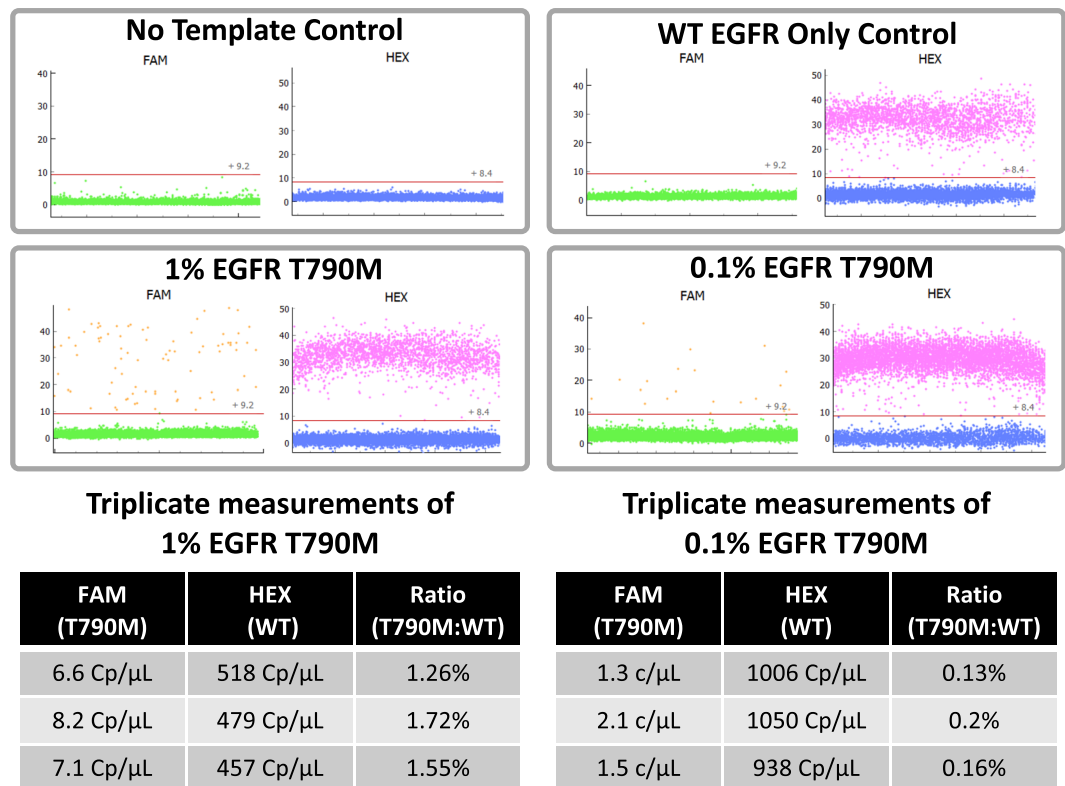 No Template Control
FAM
HEX
40
30
20
10
0
+ 9.2
50
40
30
20
10
0
+ 8.4
WT EGFR Only Control
FAM
HEX
40
30
20
10
0
+ 9.2
50
40
30
20
10
0
+ 8.4
1% EGFR T790M
FAM
HEX
40
30
20
10
0
+ 9.2
50
40
30
20
10
0
+ 8.4
0.1% EGFR T790M
FAM
HEX
40
30
20
10
0
+ 9.2
50
40
30
20
10
0
+ 8.4
Triplicate measurements of
1% EGFR T790M
FAM HEX Ratio
(T790M) (WT) (T790M:WT)
6.6 Cp/µL 518 Cp/µL 1.26%
8.2 Cp/µL 479 Cp/µL 1.72%
7.1 Cp/µL 457 Cp/µL 1.55%
Triplicate measurements of
0.1% EGFR T790M
FAM HEX Ratio
(T790M) (WT) (T790M:WT)
1.3 c/µL 1006 Cp/µL 0.13%
2.1 c/µL 1050 Cp/µL 0.2%
1.5 c/µL 938 Cp/µL 0.16%